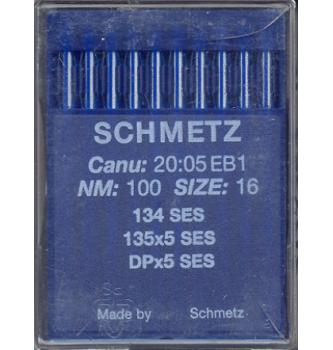 SCHMETZ
Canu: 20:05 EB1
NM: 100 SIZE: 16
134 SES
135x5 SES
DPx5 SES
Made by Schmetz